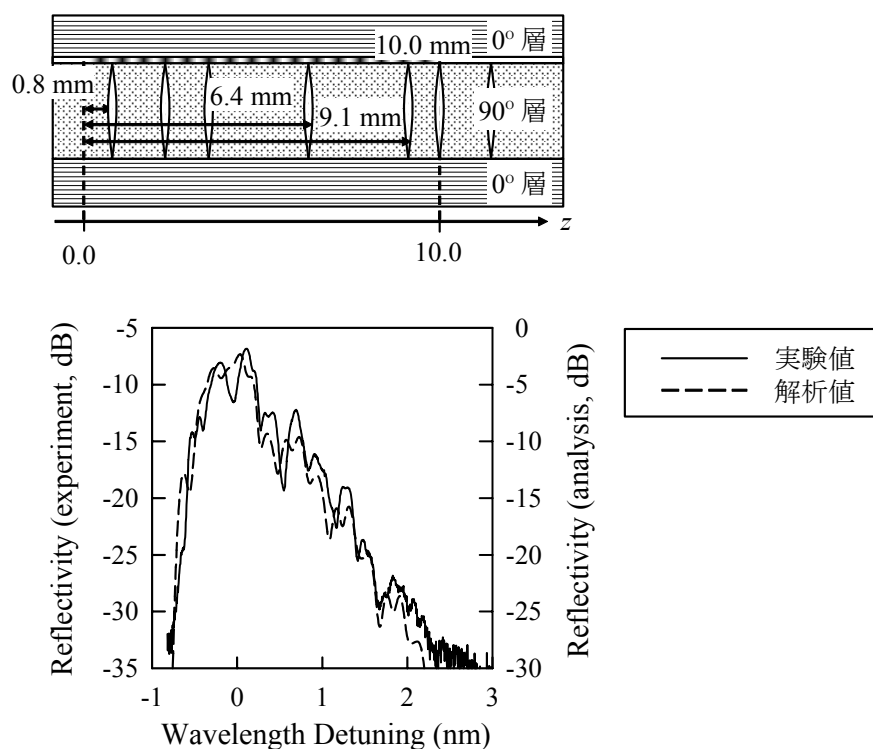 10.0 mm
0° 層
0.8 mm
6.4 mm
9.1 mm
90° 層
0° 層
z
0.0
10.0
Reflectivity (experiment, dB)
-5
-10
-15
-20
-25
-30
-35
0
-5
-10
-15
-20
-25
-30
Reflectivity (analysis, dB)
-1
0
1
2
3
Wavelength Detuning (nm)
実験値
解析値